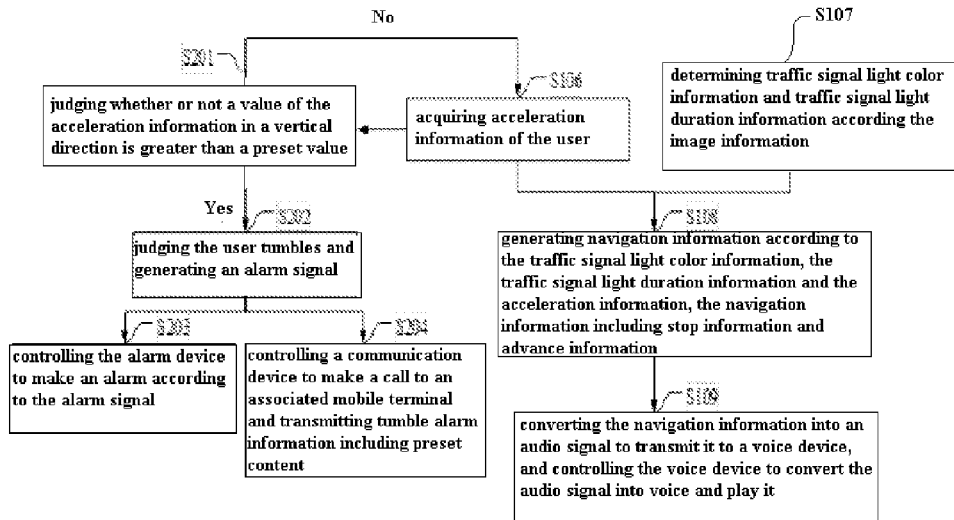 No
S107
S201
S106
judging whether or not a value of the
acceleration information in a vertical
direction is greater than a preset value
acquiring acceleration
information of the user
determining traffic signal light color
information and traffic signal light
duration information according the
image information
Yes
S202
S108
judging the user tumbles and
generating an alarm signal
generating navigation information according to
the traffic signal light color information, the
traffic signal light duration information and the
acceleration information, the navigation
information including stop information and
advance information
S203
S204
controlling the alarm device
to make an alarm according
to the alarm signal
controlling a communication
device to make a call to an
associated mobile terminal
and transmitting tumble alarm
information including preset
content
S109
converting the navigation information into an
audio signal to transmit it to a voice device,
and controlling the voice device to convert the
audio signal into voice and play it